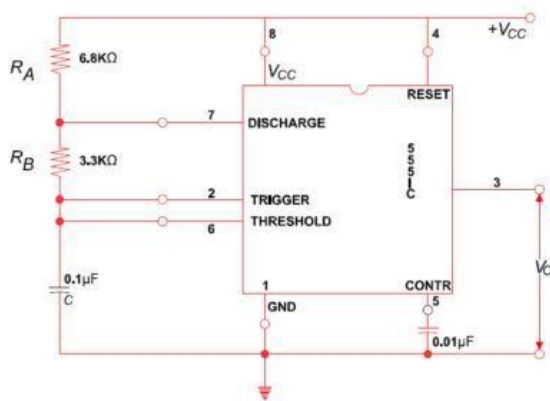 8
4
+VCC
RA
6.8KΩ
VCC
RESET
7
DISCHARGE
RB
3.3KΩ
555IC
2
TRIGGER
3
6
THRESHOLD
VO
0.1µF
C
1
CONTR
GND
5
0.01µF